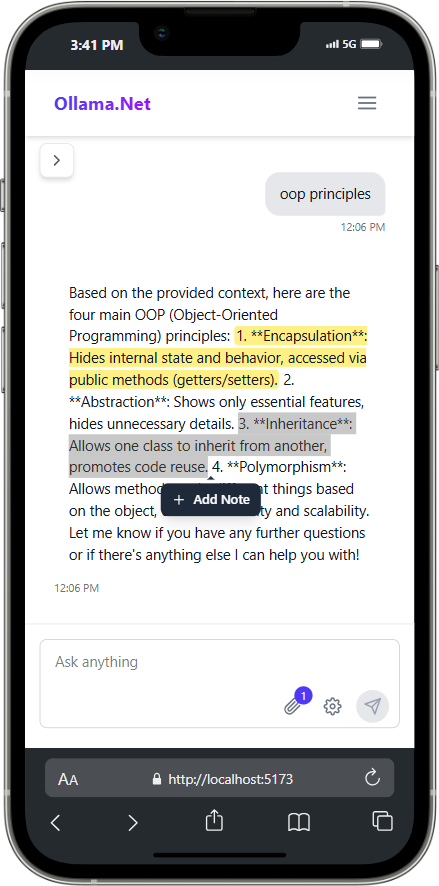 3:41 PM
5G
Ollama.Net
oop principles
12:06 PM
Based on the provided context, here are the
four main OOP (Object-Oriented
Programming) principles: 1. **Encapsulation**:
Hides internal state and behavior, accessed via
public methods (getters/setters). 2.
**Abstraction**: Shows only essential features,
hides unnecessary details. 3. **Inheritance**:
Allows one class to inherit from another,
promotes code reuse. 4. **Polymorphism**:
Allows method things based
Add Note
on the object, and scalability.
Let me know if you have any further questions
or if there's anything else I can help you with!
12:06 PM
Ask anything
1
AA
http://localhost:5173